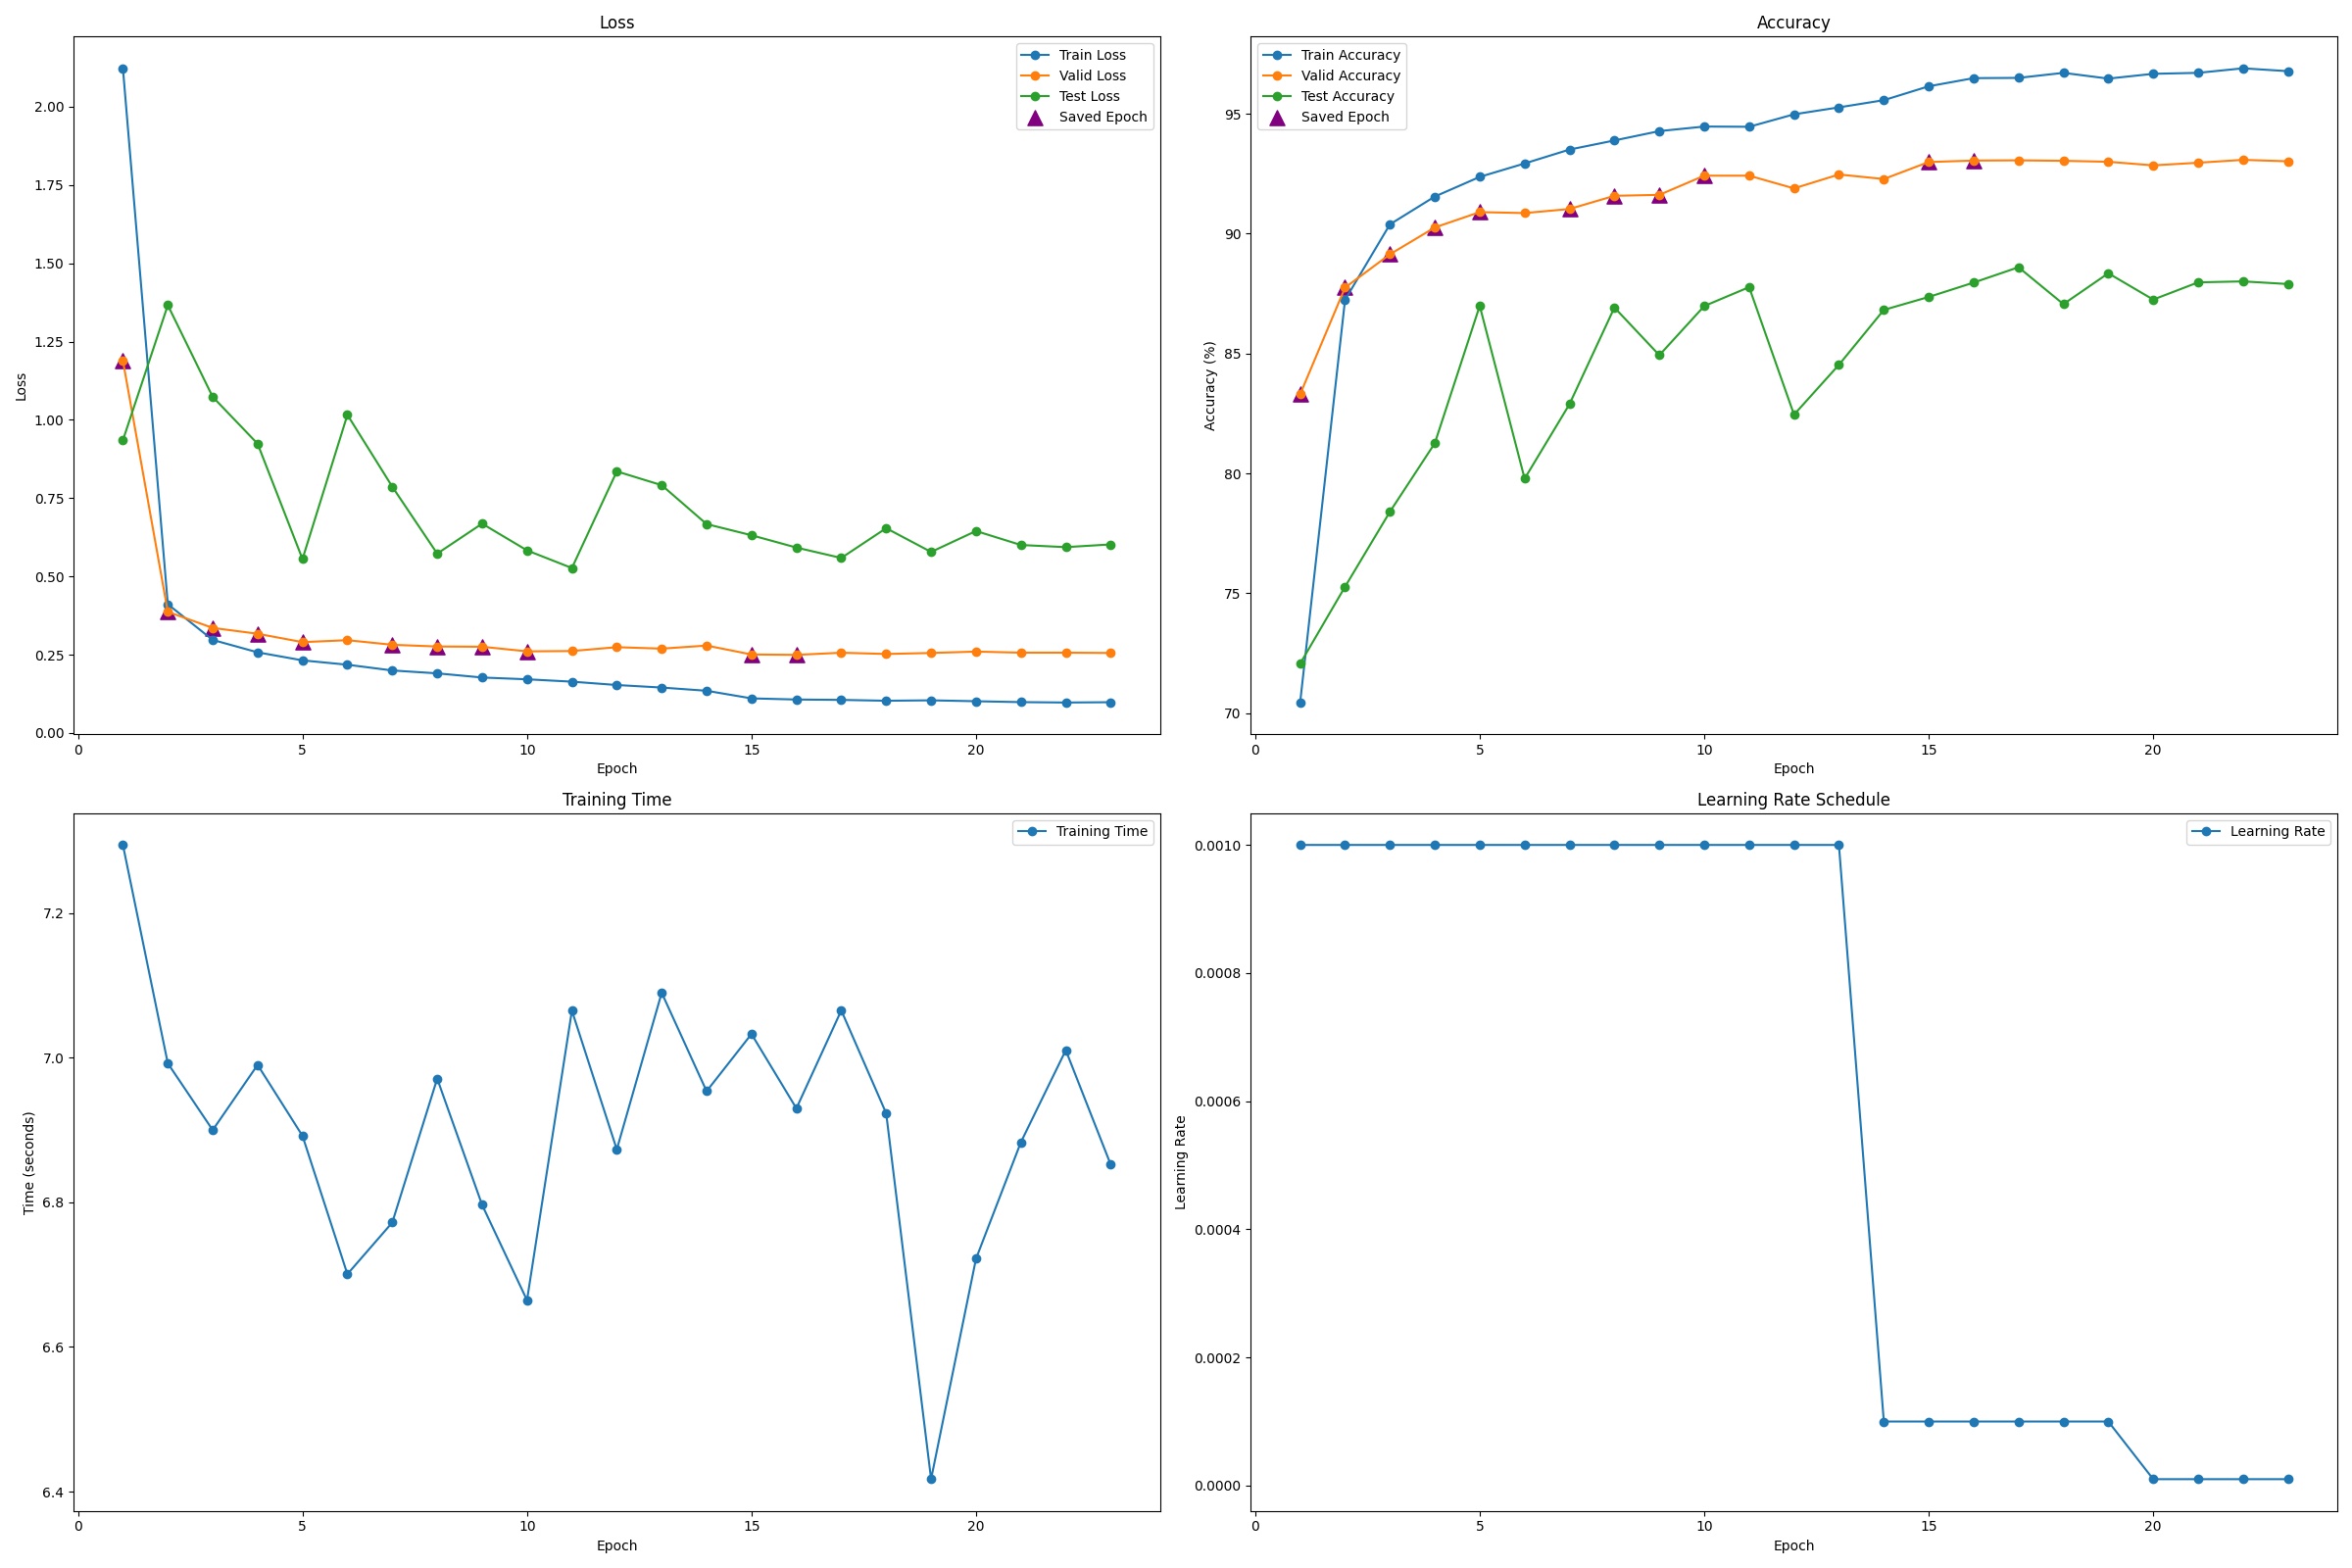 Loss
Train Loss
Valid Loss
Test Loss
Saved Epoch
Loss
2.00
1.75
1.50
1.25
1.00
0.75
0.50
0.25
0.00
0 5 10 15 20
Epoch
Accuracy
Train Accuracy
Valid Accuracy
Test Accuracy
Saved Epoch
Accuracy (%)
95
90
85
80
75
70
0 5 10 15 20
Epoch
Training Time
Training Time
Time (seconds)
7.2
7.0
6.8
6.6
6.4
0 5 10 15 20
Epoch
Learning Rate Schedule
Learning Rate
Learning Rate
0.0010
0.0008
0.0006
0.0004
0.0002
0.0000
0 5 10 15 20
Epoch